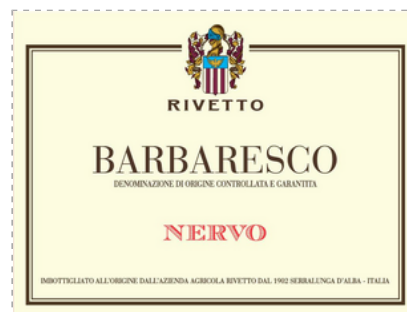 RIVETTO
BARBARESCO
DENOMINAZIONE DI ORIGINE CONTROLLATA E GARANTITA
NERVO
IMBOTTIGLIATO ALL'ORIGINE DALL'AZIENDA AGRICOLA RIVETTO DAL 1902 SERRALUNGA D'ALBA - ITALIA